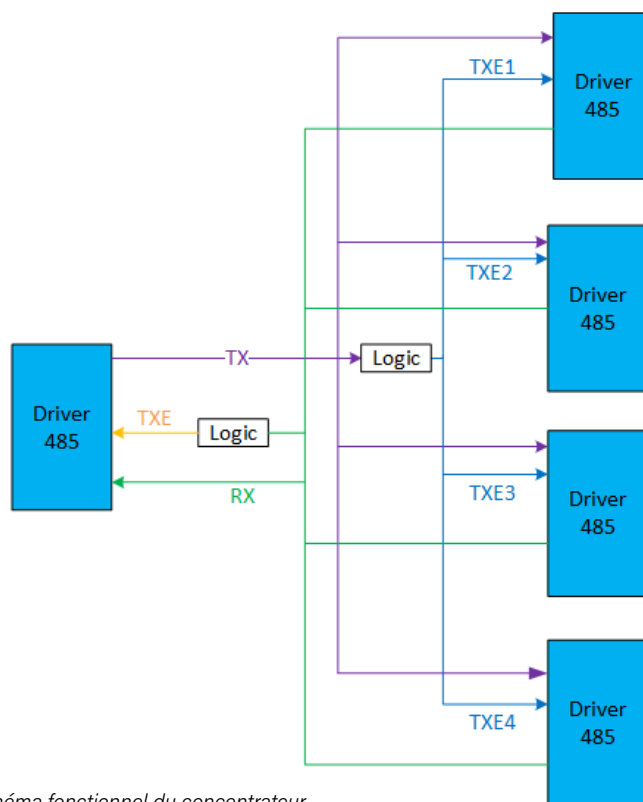 TXE1
Driver
485
TXE2
Driver
485
TX
Logic
Driver
485
TXE
Logic
RX
TXE3
Driver
485
TXE4
Driver
485
fonctionnel du concentrateur